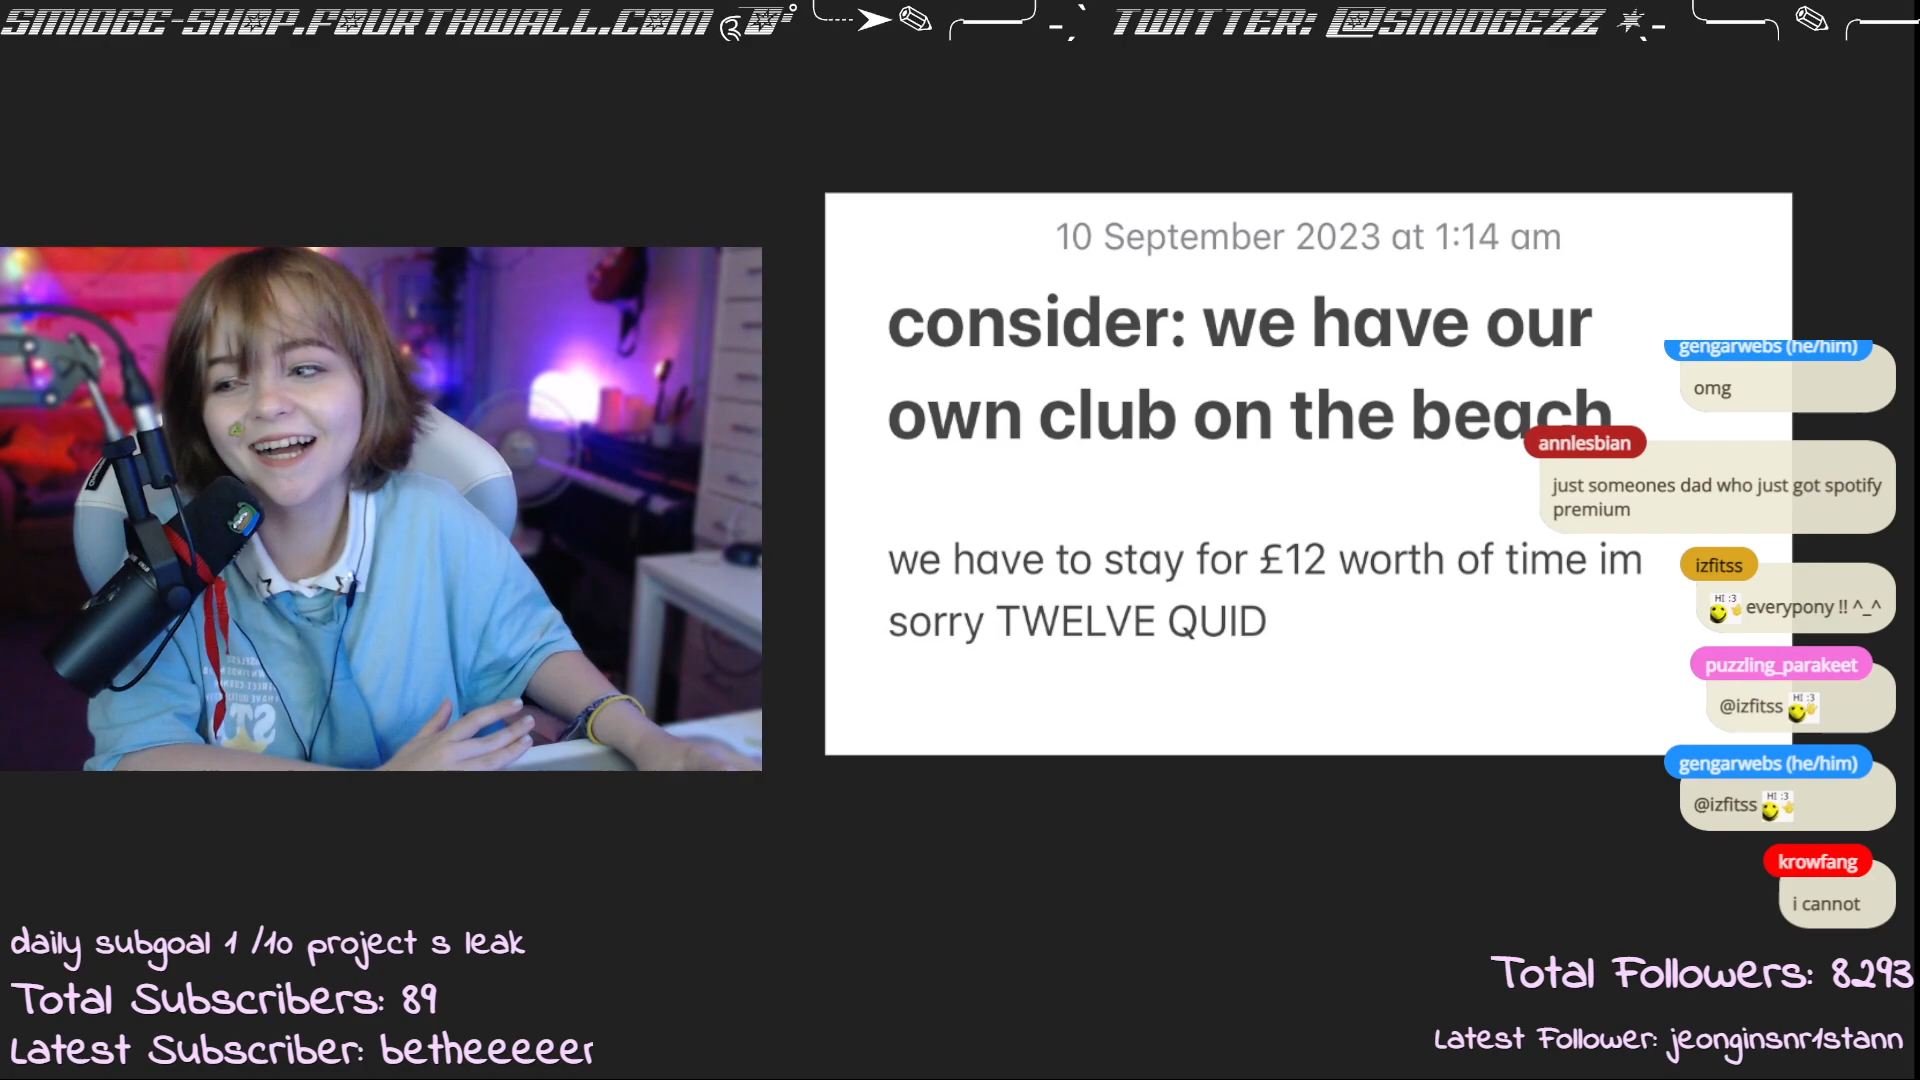 SMIDGE-SHOP.FOURTHWALL.COM TWITTER: @SMIDGEZZ
10 September 2023 at 1:14 am
consider: we have our
own club on the beach
we have to stay for £12 worth of time im
sorry TWELVE QUID
gengarwebs (he/him)
omg
annlesbian
just someones dad who just got spotify
premium
izfitss
HI :3 everypony !! ^_^
puzzling_parakeet
@izfitss HI :3
gengarwebs (he/him)
@izfitss HI :3
krowfang
i cannot
daily subgoal 1 /10 project s leak
Total Subscribers: 89
Latest Subscriber: betheeeeer
Total Followers: 8293
Latest Follower: jeonginsnr1stann